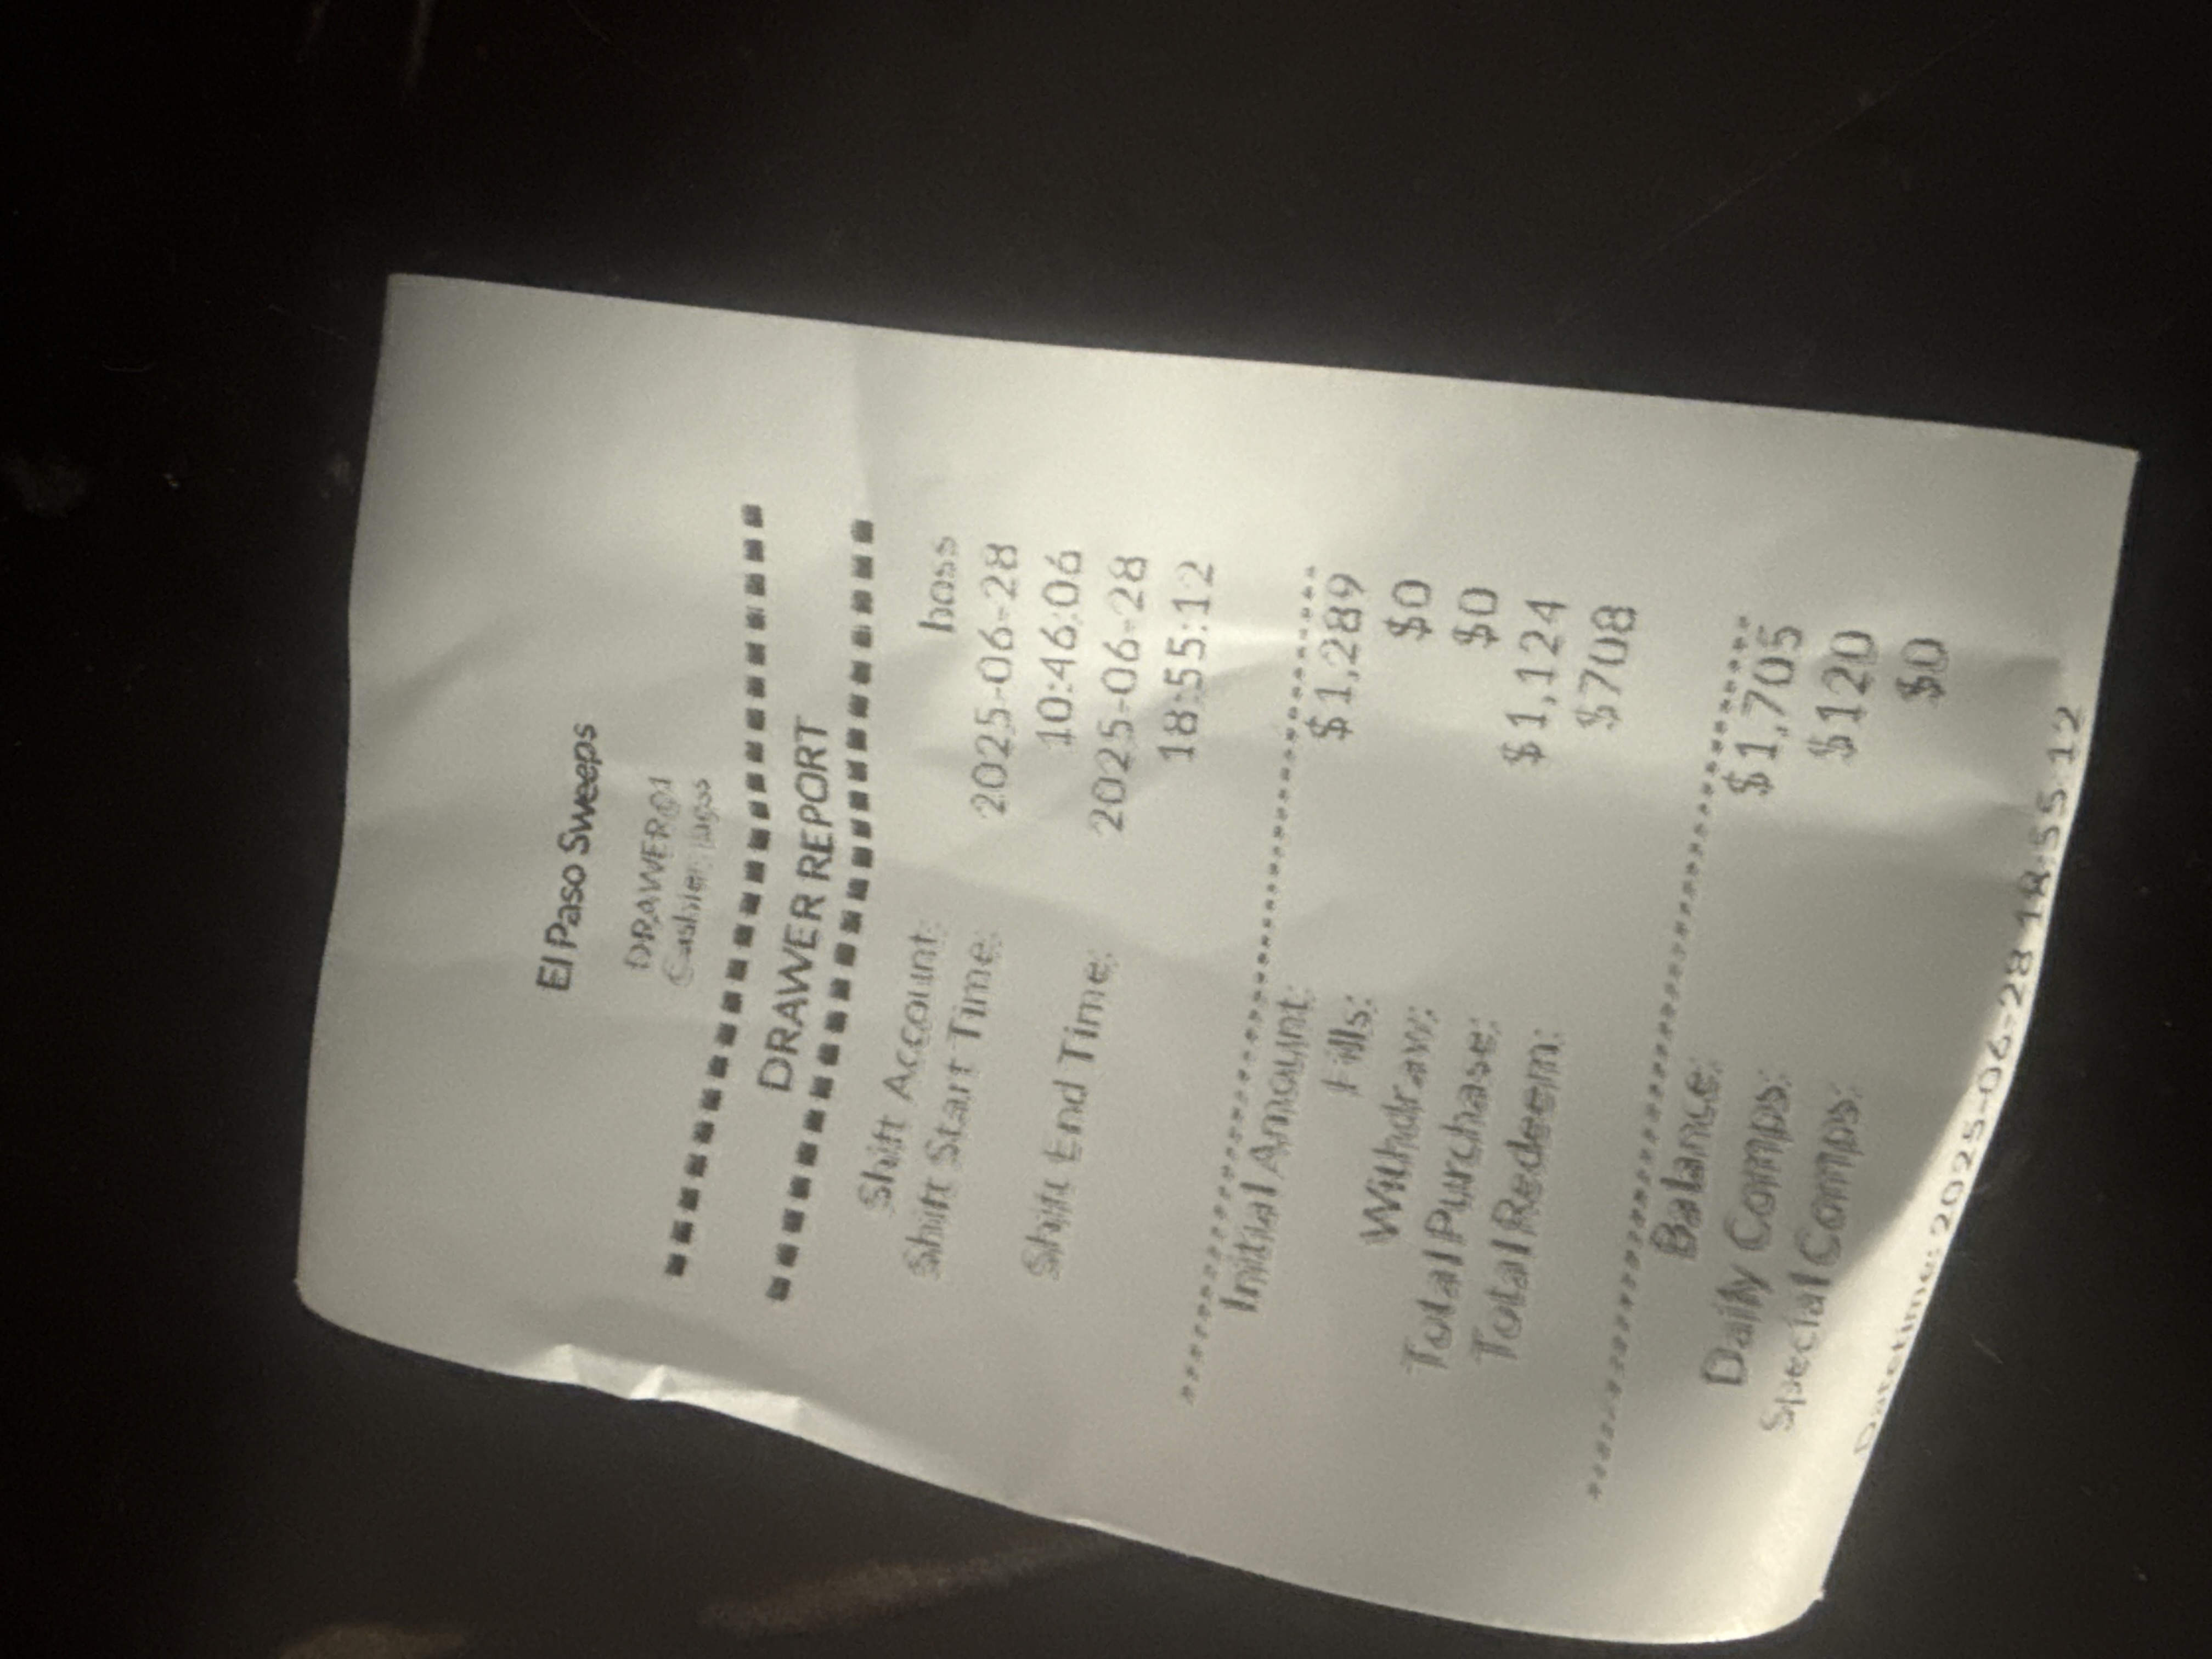 El Paso Sweeps
DRAWER01
Cashier: boss
DRAWER REPORT
Shift Account: boss
Shift Start Time: 2025-06-28
10:46:06
Shift End Time: 2025-06-28
18:55:12
Initial Amount: $1,289
Fills: $0
Withdraw: $0
Total Purchase: $1,124
Total Redeem: $708
Balance: $1,705
Daily Comps: $120
Special Comps: $0
Datetime: 2025-06-28 18:55:12